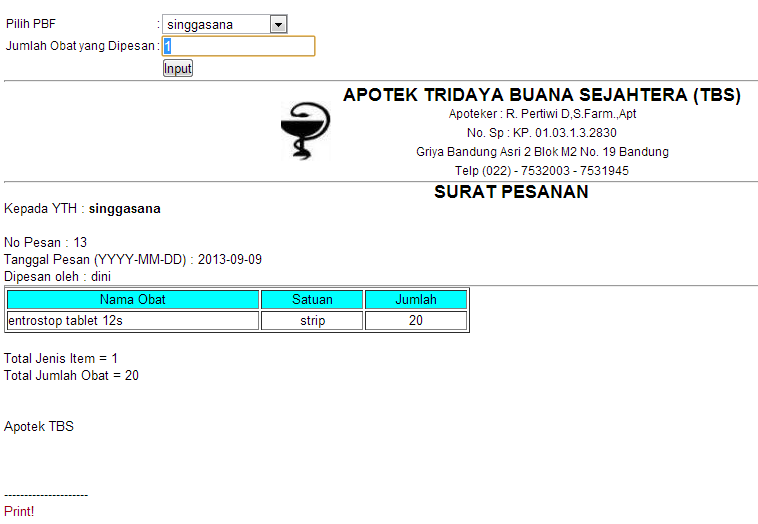 Pilih PBF : singgasana
Jumlah Obat yang Dipesan : 1
Input
APOTEK TRIDAYA BUANA SEJAHTERA (TBS)
Apoteker : R. Pertiwi D,S.Farm.,Apt
No. Sp : KP. 01.03.1.3.2830
Griya Bandung Asri 2 Blok M2 No. 19 Bandung
Telp (022) - 7532003 - 7531945
SURAT PESANAN
Kepada YTH : singgasana
No Pesan : 13
Tanggal Pesan (YYYY-MM-DD) : 2013-09-09
Dipesan oleh : dini
Nama Obat Satuan Jumlah
entrostop tablet 12s strip 20
Total Jenis Item = 1
Total Jumlah Obat = 20
Apotek TBS
---------------------
Print!